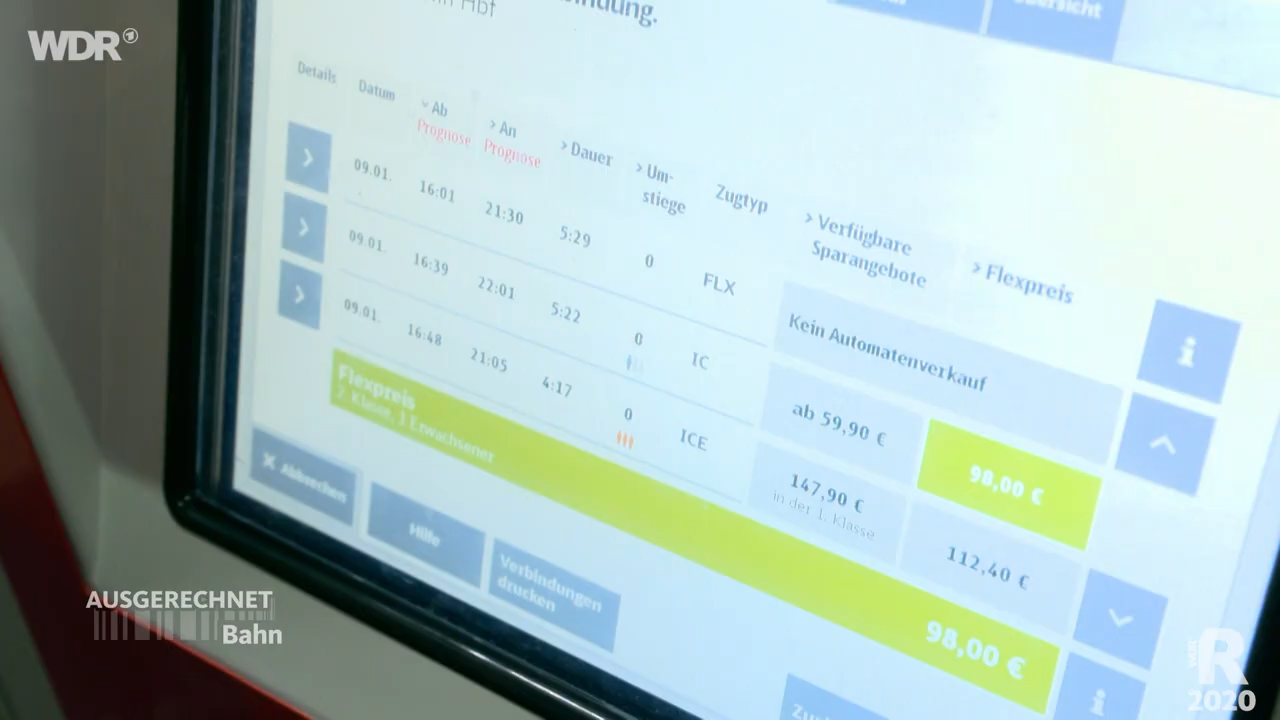 WDR
Hbf
Details
Datum
Ab
Prognose
> An
Prognose
> Dauer
> Um-
stiege
Zugtyp
> Verfügbare
Sparangebote
> Flexpreis
09.01. 16:01 21:30 5:29 0 FLX Kein Automatenverkauf
09.01. 16:39 22:01 5:22 0 IC ab 59,90 € 98,00 €
09.01. 16:48 21:05 4:17 0 ICE 147,90 € 112,40 €
in der 1. Klasse
Flexpreis
2. Klasse, 1 Erwachsener
98,00 €
Abbrechen
Hilfe
Verbindungen
drucken
AUSGERECHNET
Bahn
R
2020